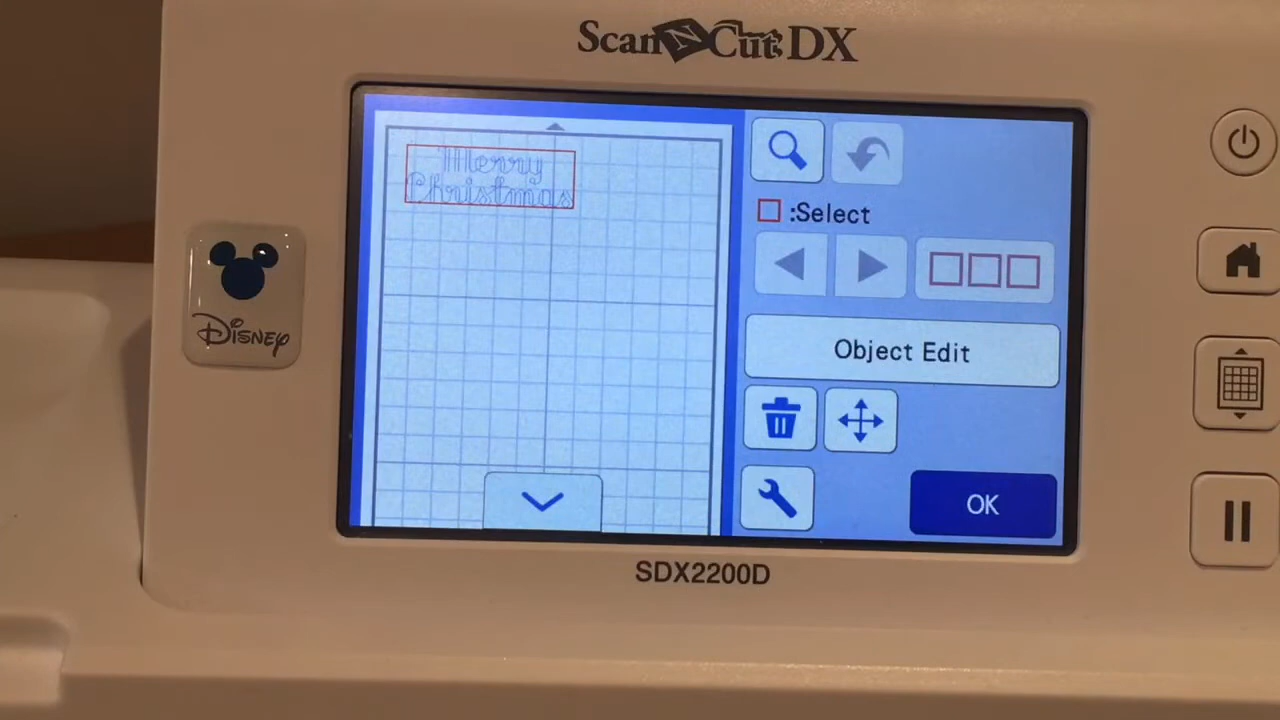 ScanNCut DX
Merry
Christmas
:Select
Object Edit
OK
Disney
SDX2200D